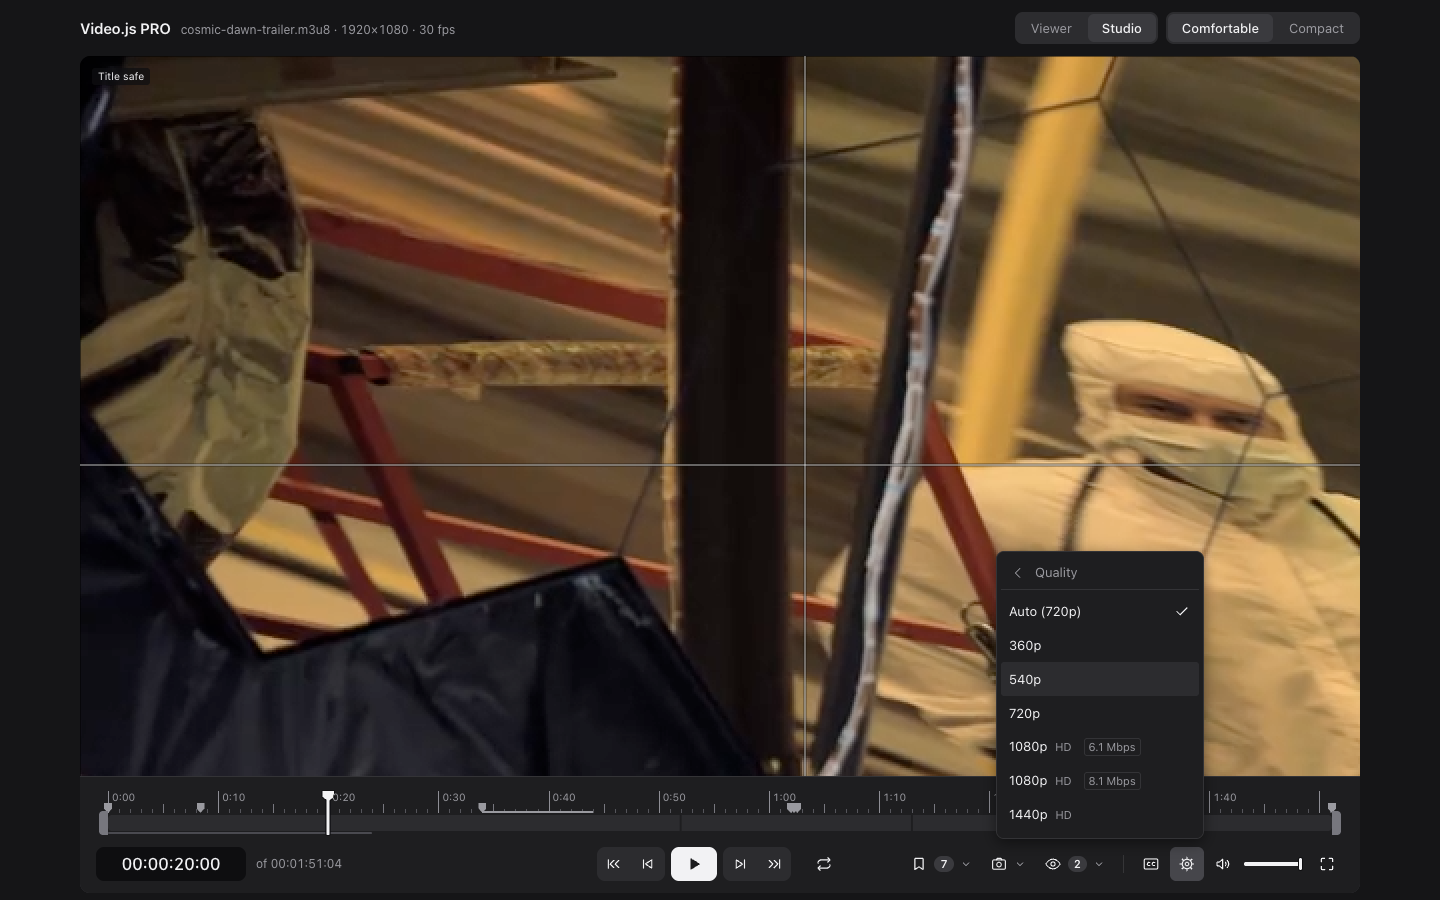 Video.js PRO cosmic-dawn-trailer.m3u8 · 1920×1080 · 30 fps
Viewer Studio Comfortable Compact
Title safe
Quality
Auto (720p)
360p
540p
720p
1080p HD 6.1 Mbps
1080p HD 8.1 Mbps
1440p HD
0:00 0:10 0:20 0:30 0:40 0:50 1:00 1:10 1:40
00:00:20:00 of 00:01:51:04
7 2 CC